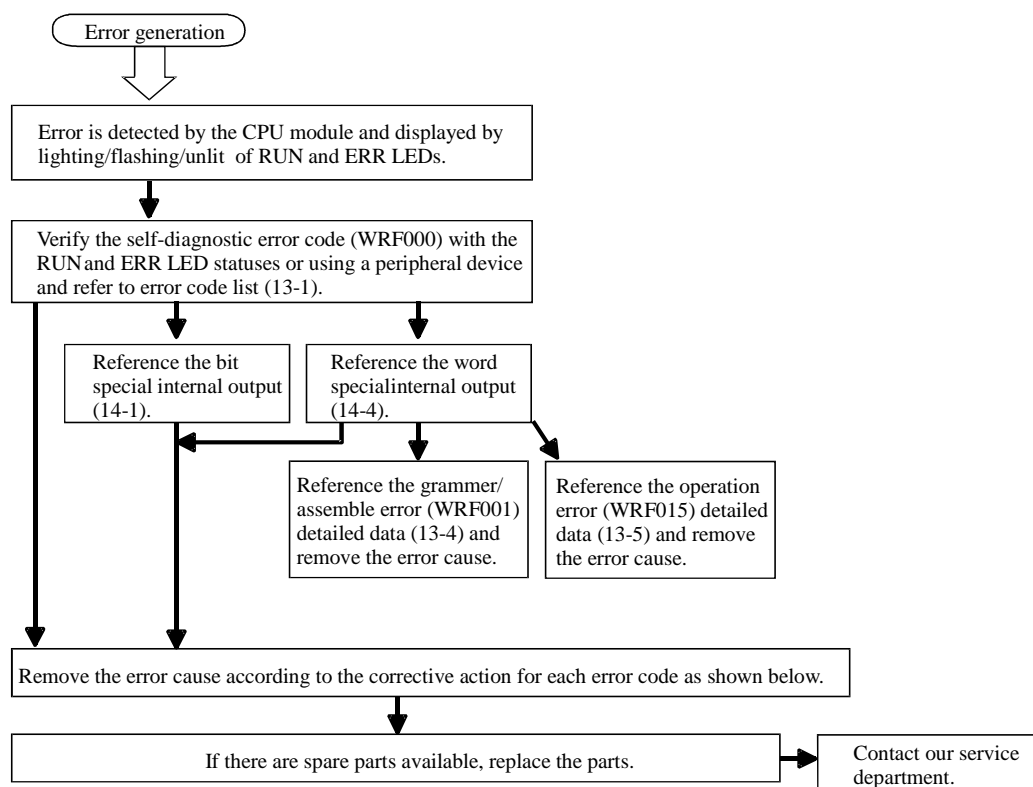 Error generation
Error is detected by the CPU module and displayed by
lighting/flashing/unlit of RUN and ERR LEDs.
Verify the self-diagnostic error code (WRF000) with the
RUN and ERR LED statuses or using a peripheral device
and refer to error code list (13-1).
Reference the bit
special internal output
(14-1).
Reference the word
specialinternal output
(14-4).
Reference the grammer/
assemble error (WRF001)
detailed data (13-4) and
remove the error cause.
Reference the operation
error (WRF015) detailed
data (13-5) and remove
the error cause.
Remove the error cause according to the corrective action for each error code as shown below.
If there are spare parts available, replace the parts.
Contact our service
department.